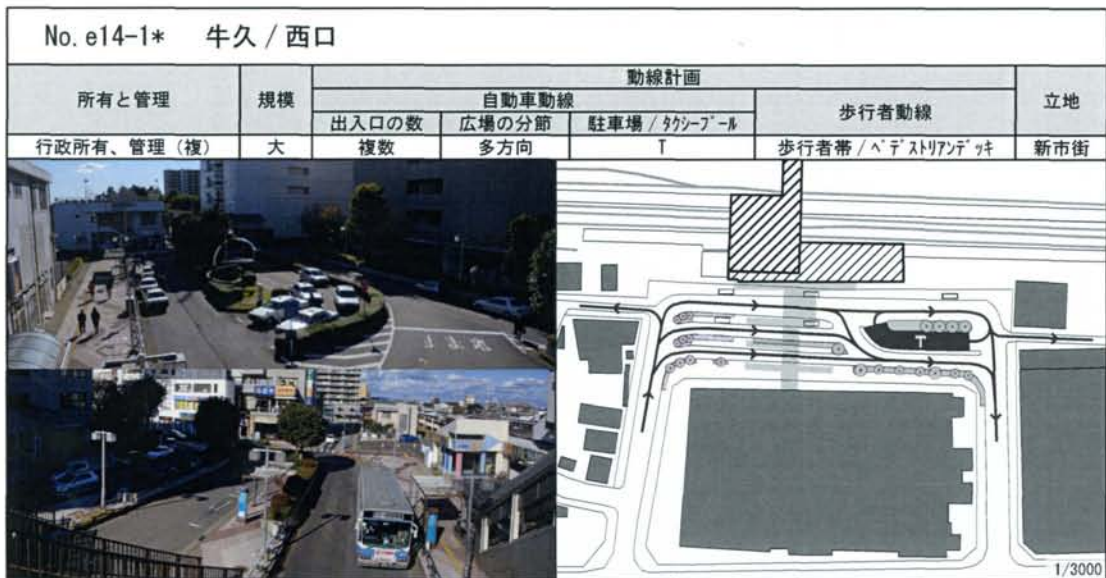 No. e14-1* 牛久 / 西口
動線計画
所有と管理 規模 自動車動線 歩行者動線 立地
出入口の数 広場の分節 駐車場 / ﾀｸｼｰﾌﾟｰﾙ
行政所有、管理（複） 大 複数 多方向 T 歩行者帯 / ﾍﾟﾃﾞｽﾄﾘｱﾝﾃﾞｯｷ 新市街
T
1/3000